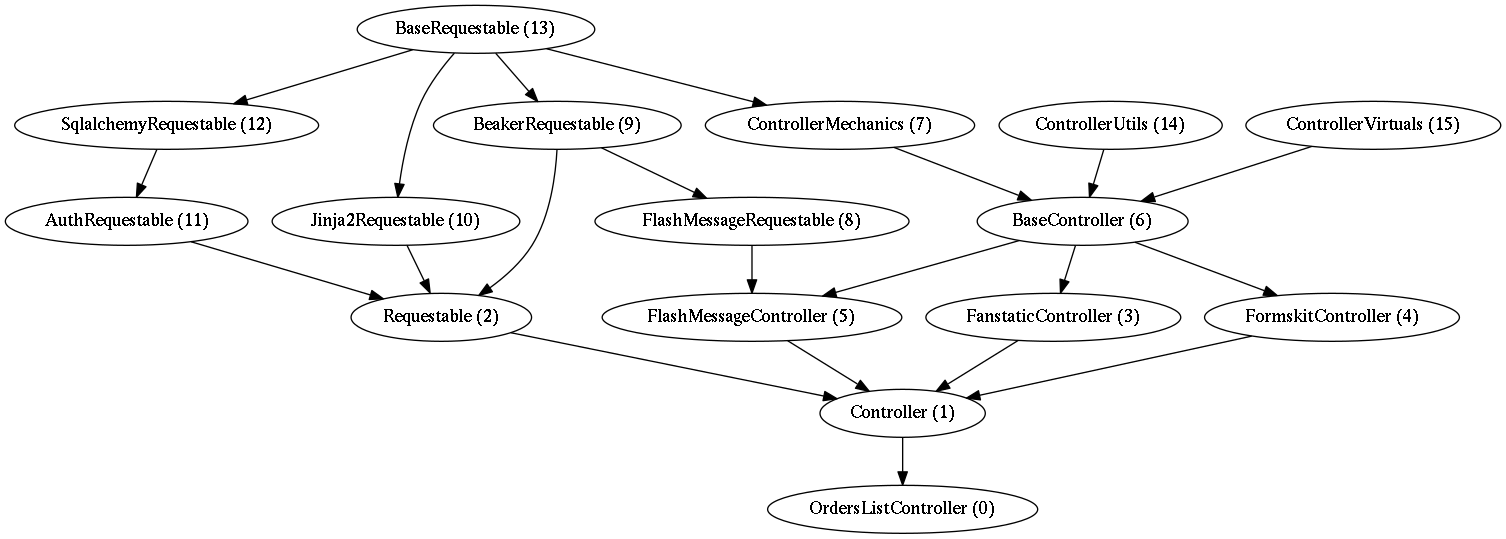 BaseRequestable (13)
SqlalchemyRequestable (12)
BeakerRequestable (9)
ControllerMechanics (7)
ControllerUtils (14)
ControllerVirtuals (15)
AuthRequestable (11)
Jinja2Requestable (10)
FlashMessageRequestable (8)
BaseController (6)
Requestable (2)
FlashMessageController (5)
FanstaticController (3)
FormskitController (4)
Controller (1)
OrdersListController (0)